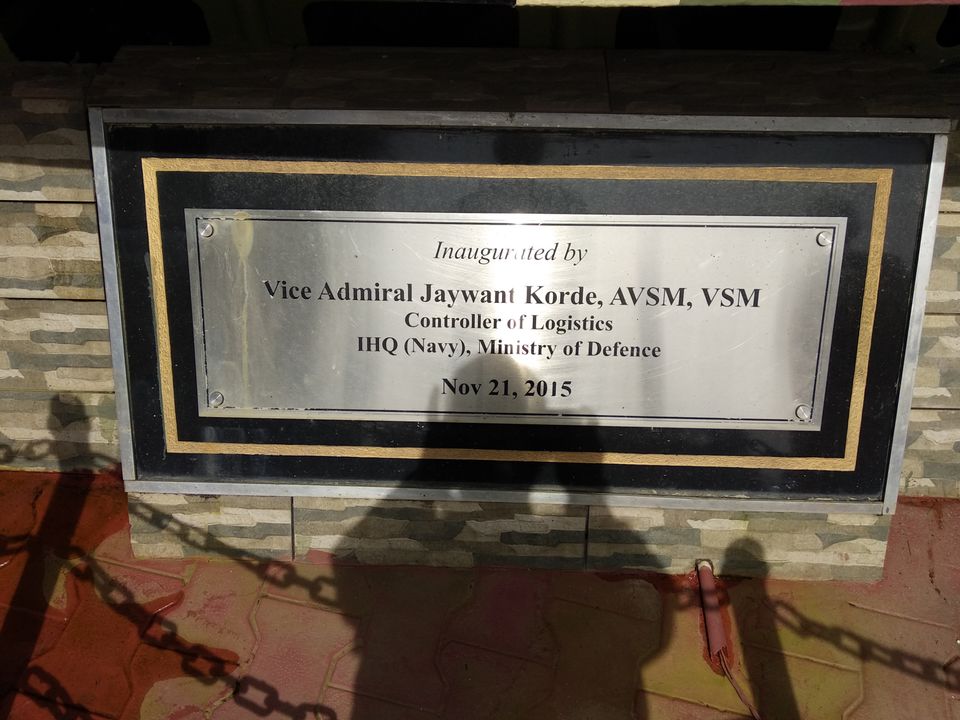 Inaugurated by
Vice Admiral Jaywant Korde, AVSM, VSM
Controller of Logistics
IHQ (Navy), Ministry of Defence
Nov 21, 2015